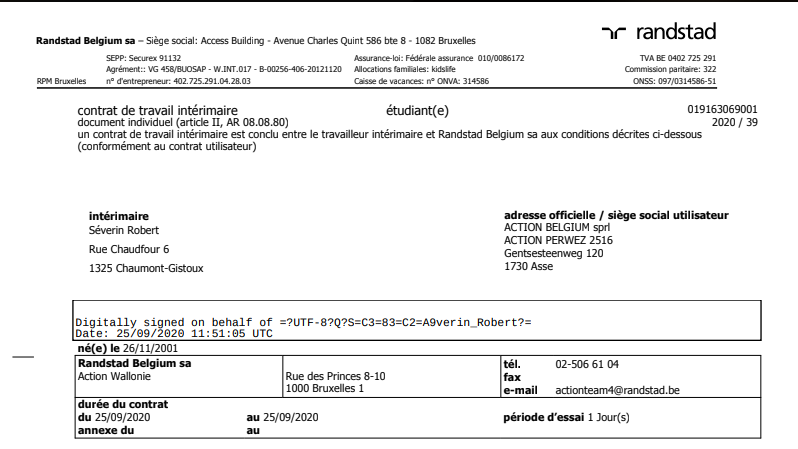 randstad
Randstad Belgium sa – Siège social: Access Building - Avenue Charles Quint 586 bte 8 - 1082 Bruxelles
SEPP: Securex 91132 Assurance-loi: Fédérale assurance 010/0086172 TVA BE 0402 725 291
Agrément:: VG 458/BUOSAP - W.INT.017 - B-00256-406-20121120 Allocations familiales: kidslife Commission paritaire: 322
RPM Bruxelles n° d'entrepreneur: 402.725.291.04.28.03 Caisse de vacances: n° ONVA: 314586 ONSS: 097/0314586-51
contrat de travail intérimaire étudiant(e) 019163069001
document individuel (article II, AR 08.08.80) 2020 / 39
un contrat de travail intérimaire est conclu entre le travailleur intérimaire et Randstad Belgium sa aux conditions décrites ci-dessous
(conformément au contrat utilisateur)
intérimaire
Séverin Robert
Rue Chaudfour 6
1325 Chaumont-Gistoux
adresse officielle / siège social utilisateur
ACTION BELGIUM sprl
ACTION PERWEZ 2516
Gentsesteenweg 120
1730 Asse
Digitally signed on behalf of =?UTF-8?Q?S=C3=83=C2=A9verin_Robert?=
Date: 25/09/2020 11:51:05 UTC
né(e) le 26/11/2001
Randstad Belgium sa tél. 02-506 61 04
Action Wallonie Rue des Princes 8-10 fax
1000 Bruxelles 1 e-mail actionteam4@randstad.be
durée du contrat
du 25/09/2020 au 25/09/2020 période d'essai 1 Jour(s)
annexe du au